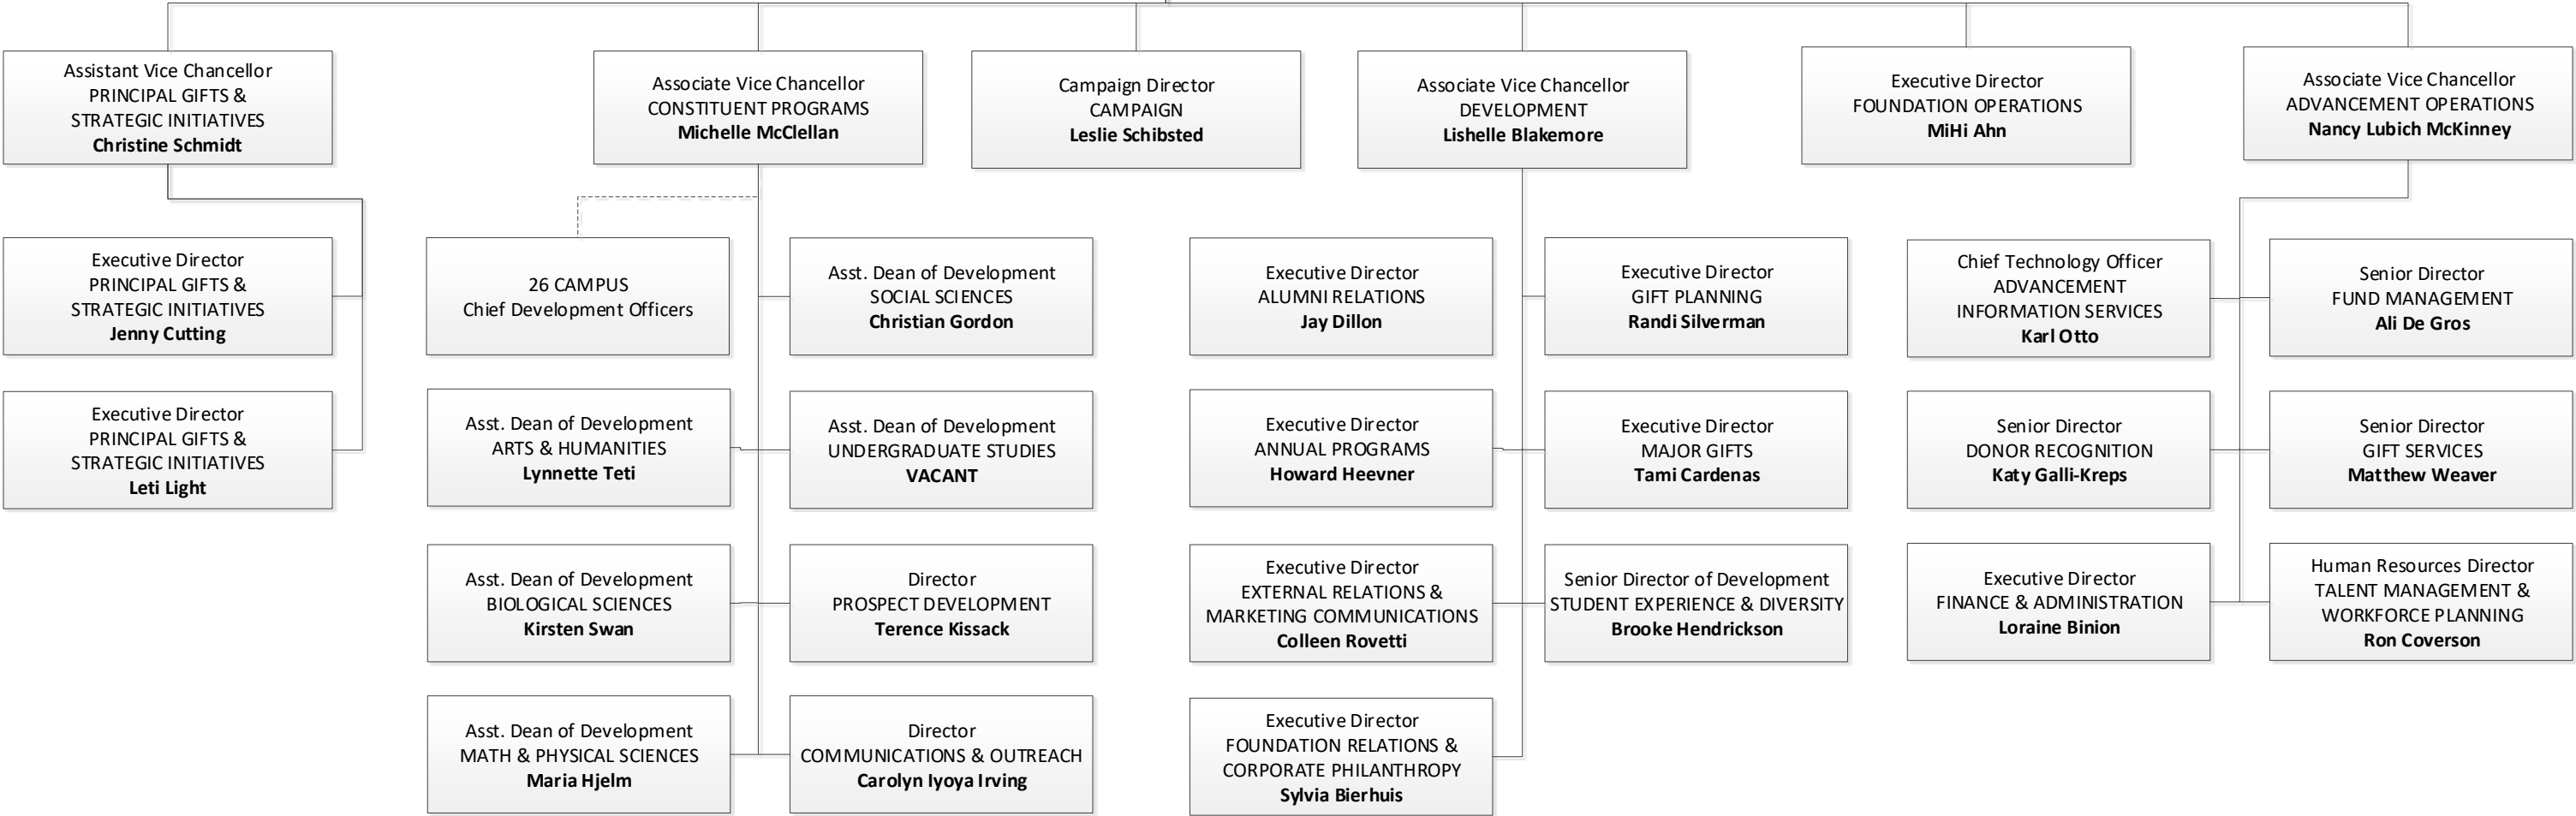 Assistant Vice Chancellor
PRINCIPAL GIFTS &
STRATEGIC INITIATIVES
Christine Schmidt
Associate Vice Chancellor
CONSTITUENT PROGRAMS
Michelle McClellan
Campaign Director
CAMPAIGN
Leslie Schibsted
Associate Vice Chancellor
DEVELOPMENT
Lishelle Blakemore
Executive Director
FOUNDATION OPERATIONS
MiHi Ahn
Associate Vice Chancellor
ADVANCEMENT OPERATIONS
Nancy Lubich McKinney
Executive Director
PRINCIPAL GIFTS &
STRATEGIC INITIATIVES
Jenny Cutting
26 CAMPUS
Chief Development Officers
Asst. Dean of Development
SOCIAL SCIENCES
Christian Gordon
Executive Director
ALUMNI RELATIONS
Jay Dillon
Executive Director
GIFT PLANNING
Randi Silverman
Chief Technology Officer
ADVANCEMENT
INFORMATION SERVICES
Karl Otto
Senior Director
FUND MANAGEMENT
Ali De Gros
Executive Director
PRINCIPAL GIFTS &
STRATEGIC INITIATIVES
Leti Light
Asst. Dean of Development
ARTS & HUMANITIES
Lynnette Teti
Asst. Dean of Development
UNDERGRADUATE STUDIES
VACANT
Executive Director
ANNUAL PROGRAMS
Howard Heevner
Executive Director
MAJOR GIFTS
Tami Cardenas
Senior Director
DONOR RECOGNITION
Katy Galli-Kreps
Senior Director
GIFT SERVICES
Matthew Weaver
Asst. Dean of Development
BIOLOGICAL SCIENCES
Kirsten Swan
Director
PROSPECT DEVELOPMENT
Terence Kissack
Executive Director
EXTERNAL RELATIONS &
MARKETING COMMUNICATIONS
Colleen Rovetti
Senior Director of Development
STUDENT EXPERIENCE & DIVERSITY
Brooke Hendrickson
Executive Director
FINANCE & ADMINISTRATION
Loraine Binion
Human Resources Director
TALENT MANAGEMENT &
WORKFORCE PLANNING
Ron Coverson
Asst. Dean of Development
MATH & PHYSICAL SCIENCES
Maria Hjelm
Director
COMMUNICATIONS & OUTREACH
Carolyn Iyoya Irving
Executive Director
FOUNDATION RELATIONS &
CORPORATE PHILANTHROPY
Sylvia Bierhuis